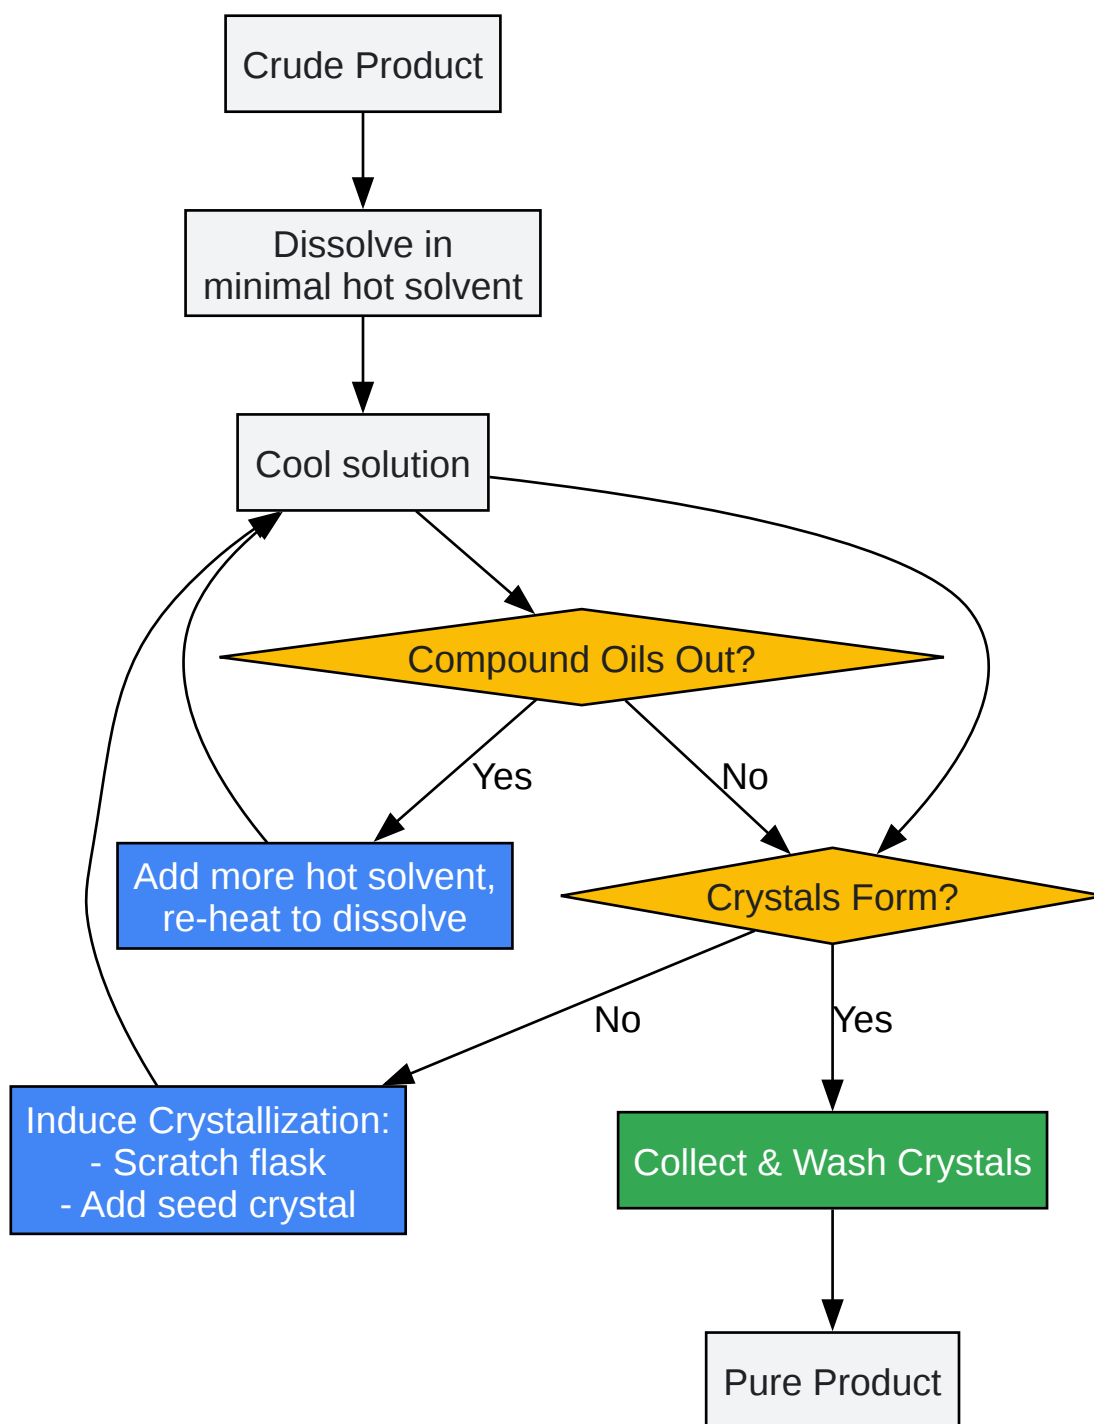 Crude Product
Dissolve in
minimal hot solvent
Cool solution
Compound Oils Out?
Yes
No
Add more hot solvent,
re-heat to dissolve
Crystals Form?
No
Yes
Induce Crystallization:
- Scratch flask
- Add seed crystal
Collect & Wash Crystals
Pure Product